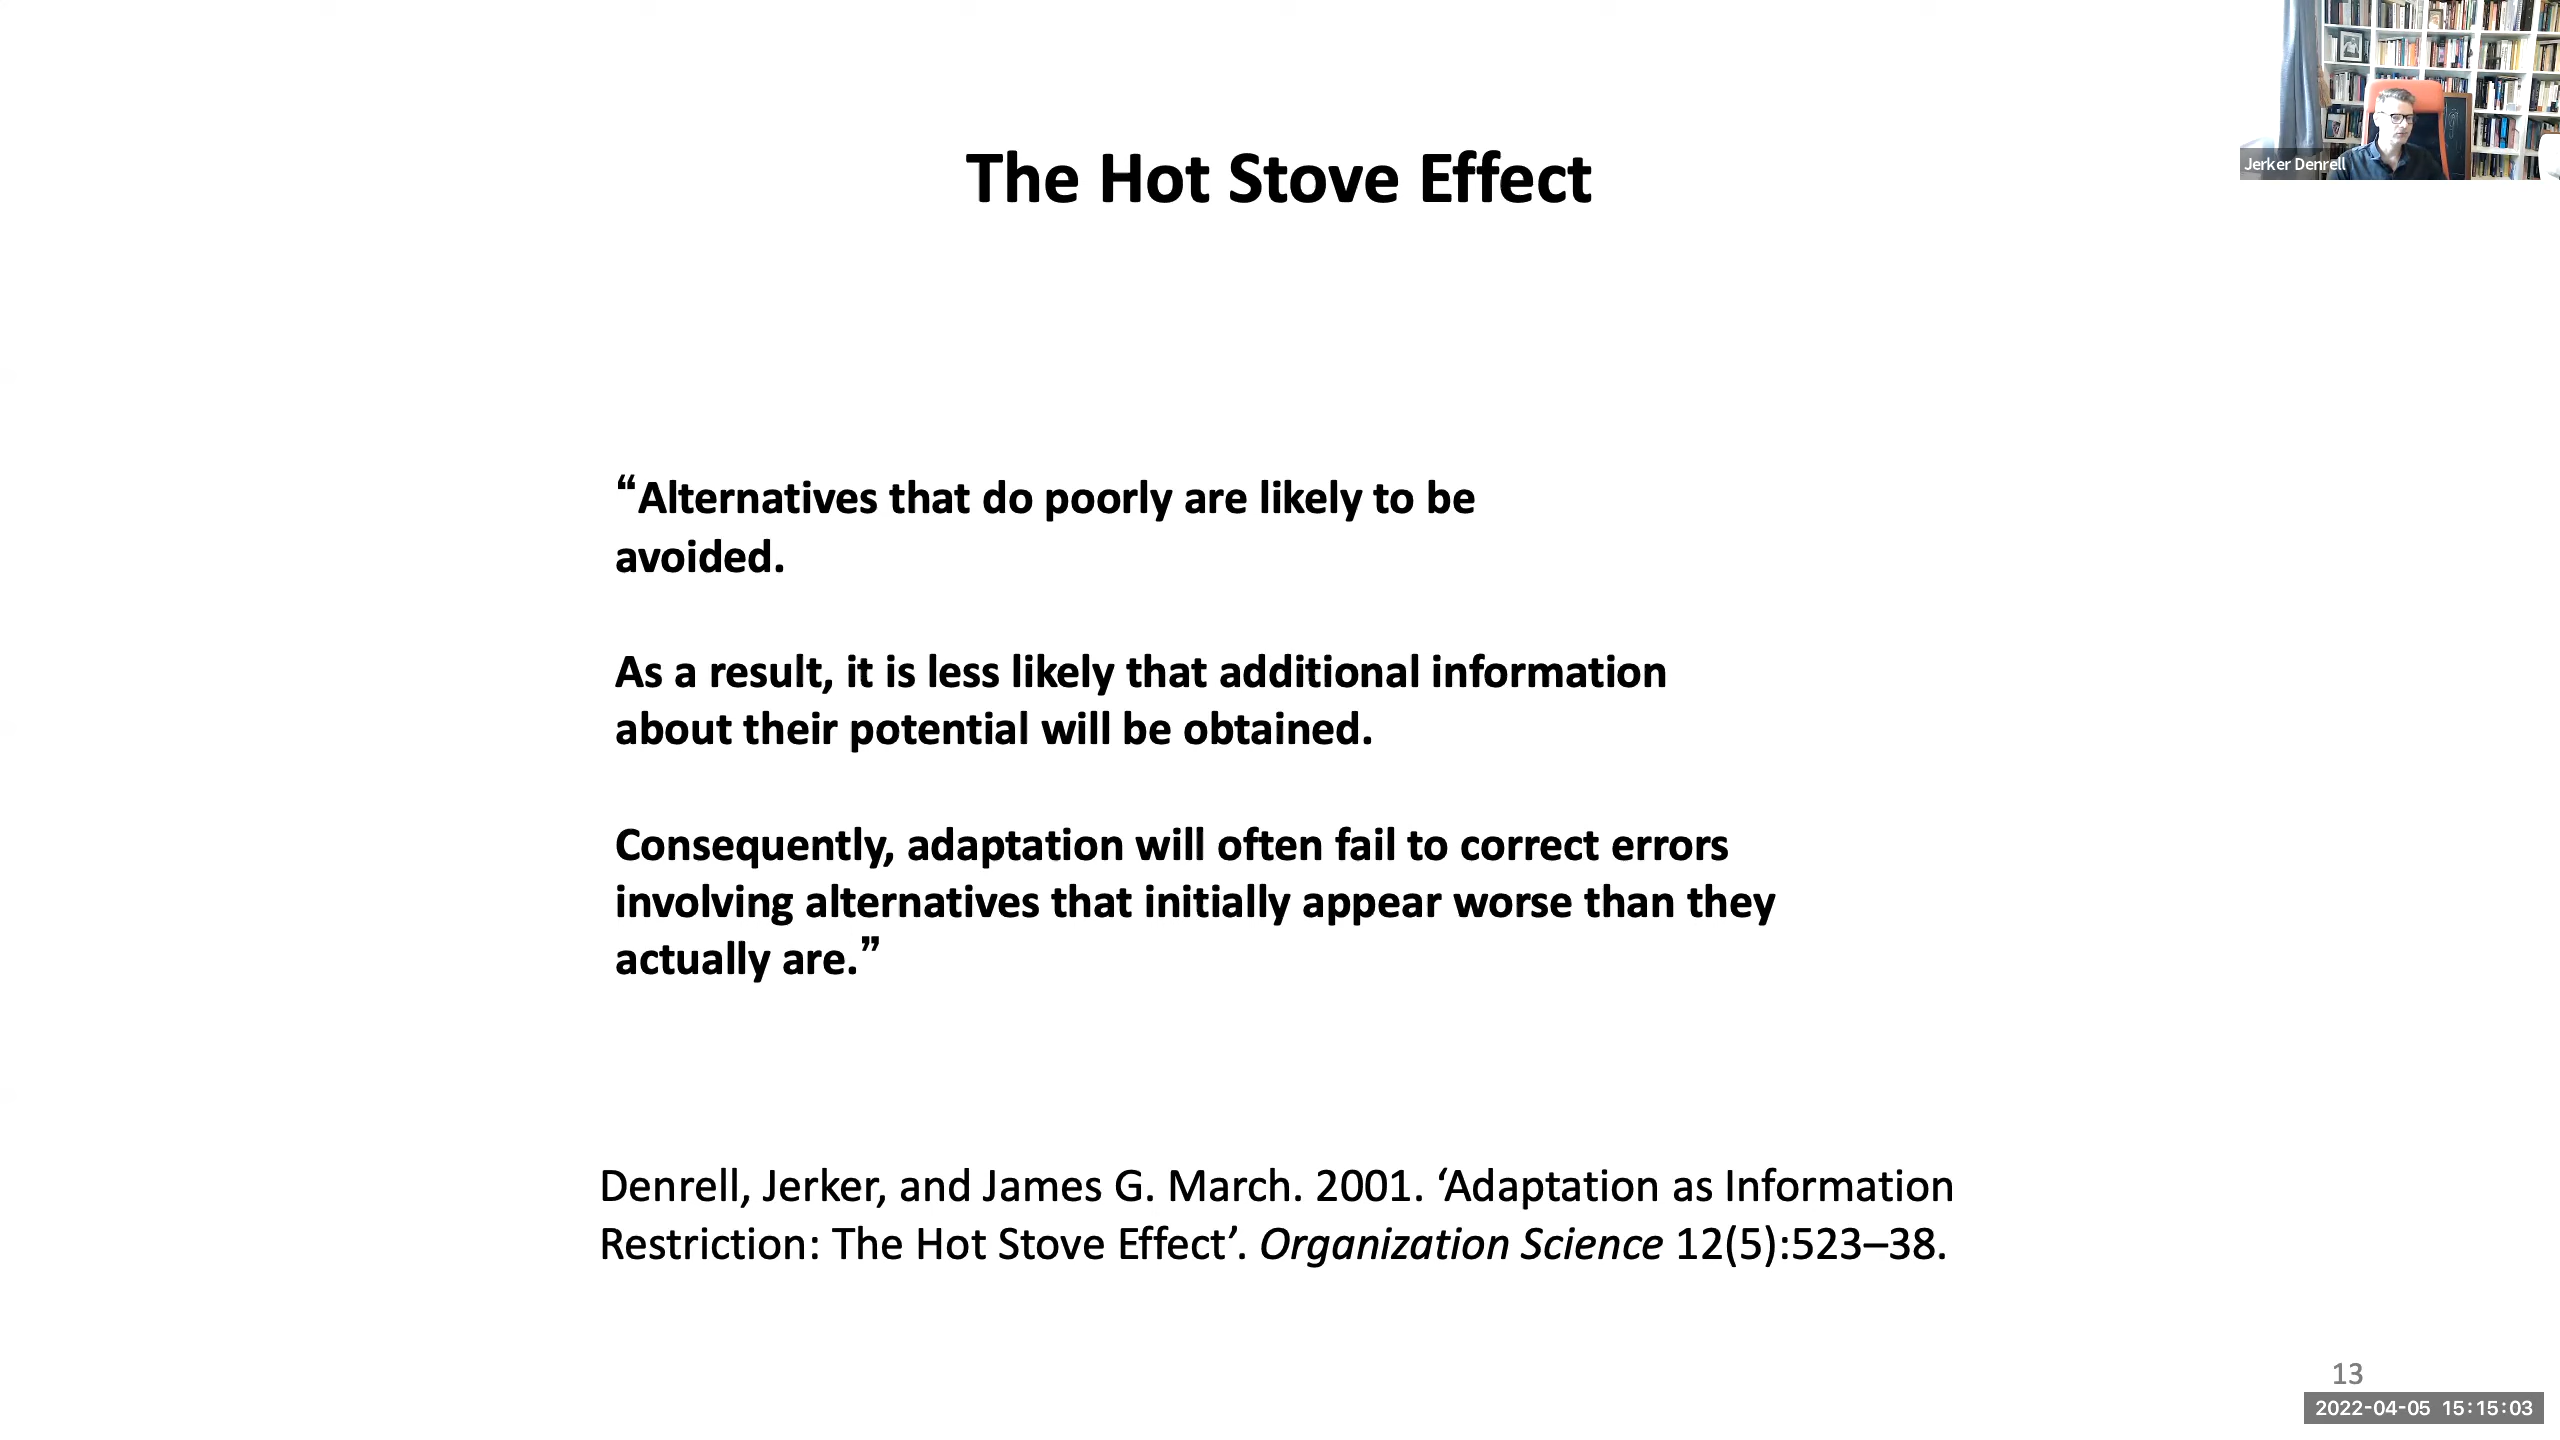 Jerker Denrell
The Hot Stove Effect
“Alternatives that do poorly are likely to be
avoided.
As a result, it is less likely that additional information
about their potential will be obtained.
Consequently, adaptation will often fail to correct errors
involving alternatives that initially appear worse than they
actually are.”
Denrell, Jerker, and James G. March. 2001. ‘Adaptation as Information
Restriction: The Hot Stove Effect’. Organization Science 12(5):523–38.
13
2022-04-05 15:15:03